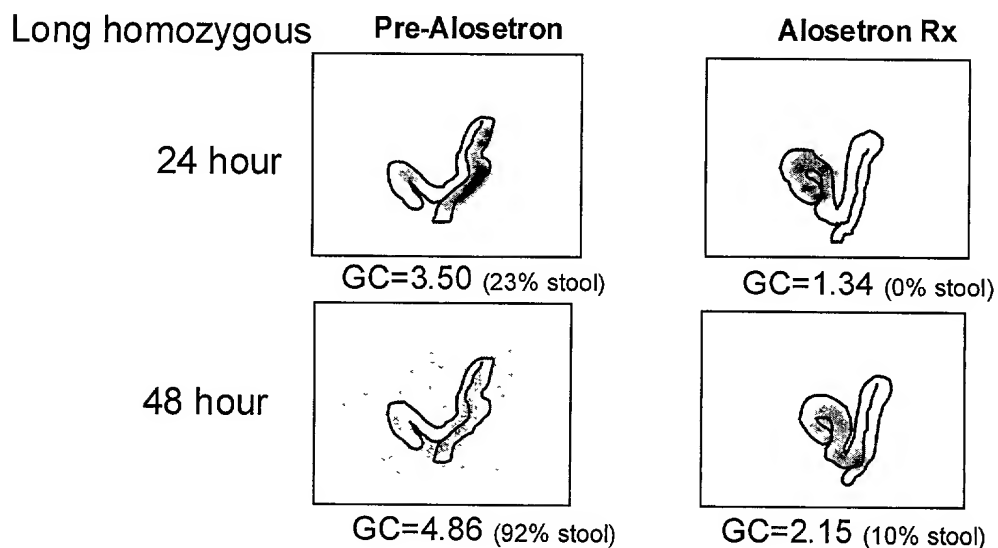 Long homozygous Pre-Alosetron Alosetron Rx
24 hour
GC=3.50 (23% stool) GC=1.34 (0% stool)
48 hour
GC=4.86 (92% stool) GC=2.15 (10% stool)